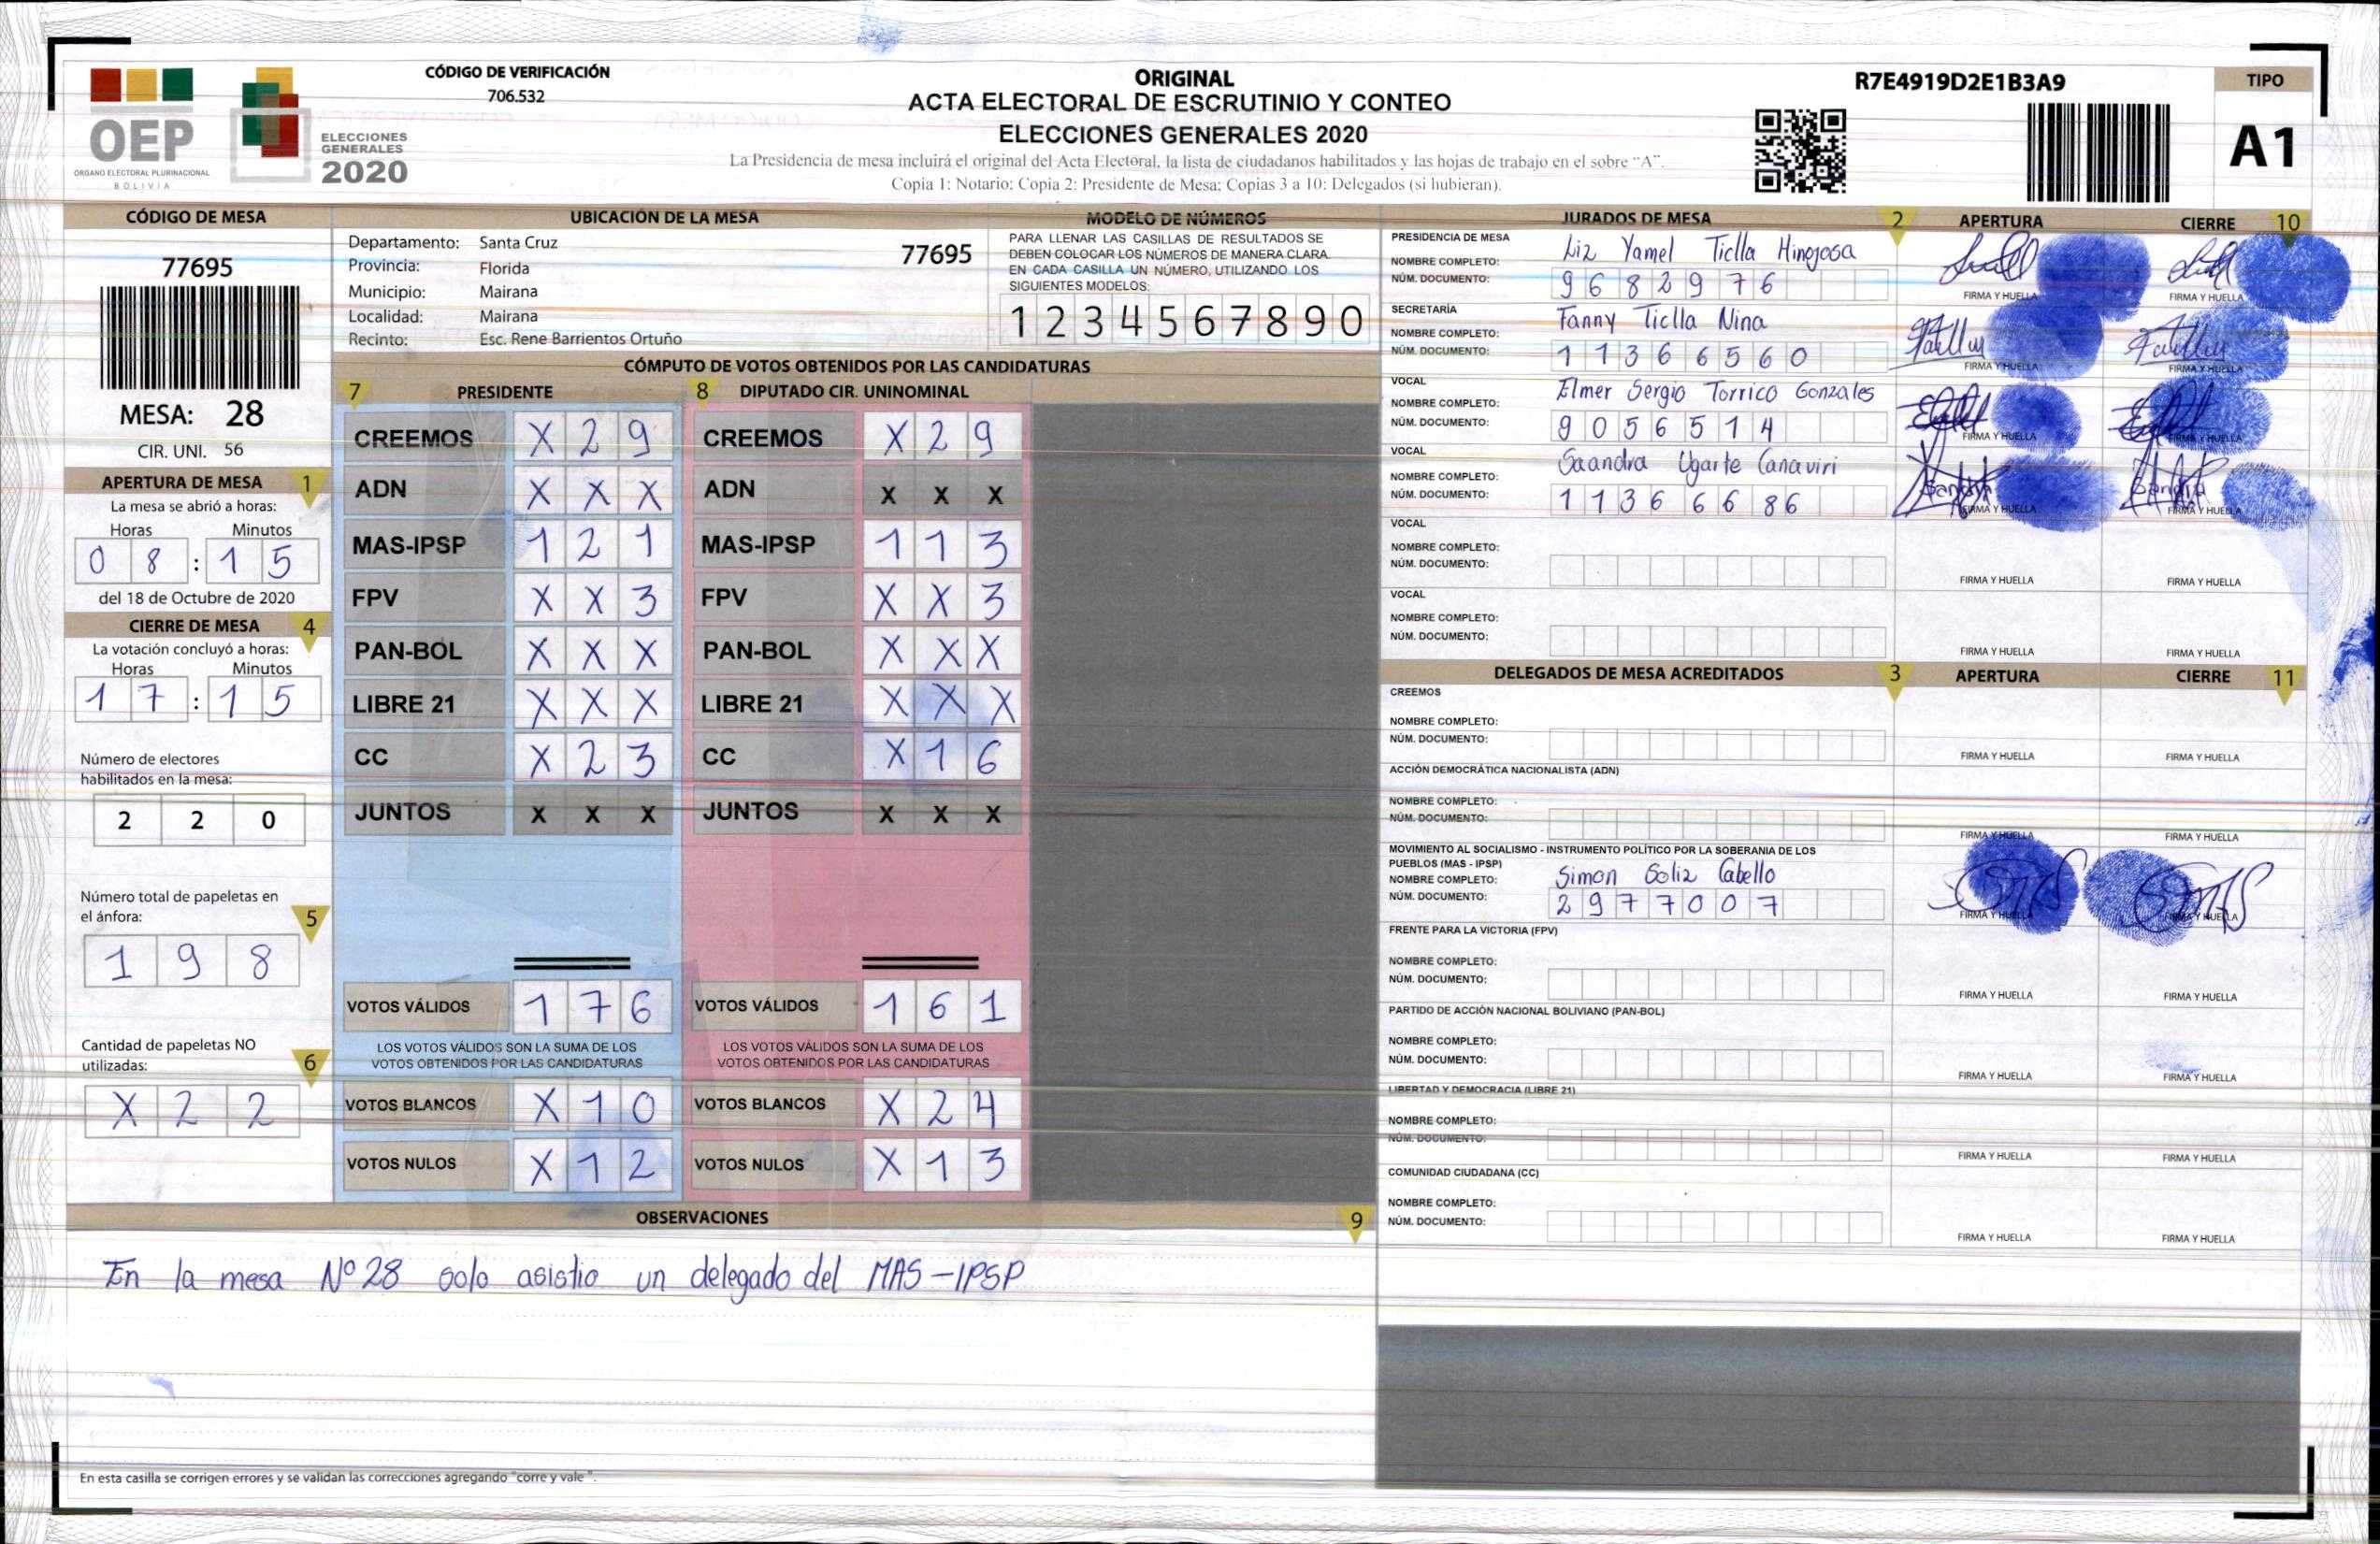 CÓDIGO DE VERIFICACIÓN
706.532
OEP
ORGANO ELECTORAL PLURINACIONAL
BOLIVIA
ELECCIONES
GENERALES
2020
ORIGINAL
ACTA ELECTORAL DE ESCRUTINIO Y CONTEO
ELECCIONES GENERALES 2020
La Presidencia de mesa incluirá el original del Acta Electoral, la lista de ciudadanos habilitados y las hojas de trabajo en el sobre "A".
Copia 1: Notario; Copia 2: Presidente de Mesa; Copias 3 a 10: Delegados (si hubieran).
R7E4919D2E1B3A9
TIPO
A1
CÓDIGO DE MESA
77695
MESA: 28
CIR. UNI. 56
APERTURA DE MESA 1
La mesa se abrió a horas:
Horas Minutos
0 8 : 1 5
del 18 de Octubre de 2020
CIERRE DE MESA 4
La votación concluyó a horas:
Horas Minutos
1 7 : 1 5
Número de electores
habilitados en la mesa:
2 2 0
Número total de papeletas en
el ánfora: 5
1 9 8
Cantidad de papeletas NO
utilizadas: 6
X 2 2
UBICACIÓN DE LA MESA
Departamento: Santa Cruz 77695
Provincia: Florida
Municipio: Mairana
Localidad: Mairana
Recinto: Esc. Rene Barrientos Ortuño
MODELO DE NÚMEROS
PARA LLENAR LAS CASILLAS DE RESULTADOS SE
DEBEN COLOCAR LOS NÚMEROS DE MANERA CLARA.
EN CADA CASILLA UN NÚMERO, UTILIZANDO LOS
SIGUIENTES MODELOS:
1 2 3 4 5 6 7 8 9 0
CÓMPUTO DE VOTOS OBTENIDOS POR LAS CANDIDATURAS
7 PRESIDENTE 8 DIPUTADO CIR. UNINOMINAL
CREEMOS X 2 9 CREEMOS X 2 9
ADN X X X ADN X X X
MAS-IPSP 1 2 1 MAS-IPSP 1 1 3
FPV X X 3 FPV X X 3
PAN-BOL X X X PAN-BOL X X X
LIBRE 21 X X X LIBRE 21 X X X
CC X 2 3 CC X 1 6
JUNTOS X X X JUNTOS X X X
VOTOS VÁLIDOS 1 7 6 VOTOS VÁLIDOS 1 6 1
LOS VOTOS VÁLIDOS SON LA SUMA DE LOS LOS VOTOS VÁLIDOS SON LA SUMA DE LOS
VOTOS OBTENIDOS POR LAS CANDIDATURAS VOTOS OBTENIDOS POR LAS CANDIDATURAS
VOTOS BLANCOS X 1 0 VOTOS BLANCOS X 2 4
VOTOS NULOS X 1 2 VOTOS NULOS X 1 3
OBSERVACIONES 9
En la mesa Nº 28 solo asistio un delegado del MAS-IPSP
En esta casilla se corrigen errores y se validan las correcciones agregando "corre y vale".
JURADOS DE MESA 2 APERTURA CIERRE 10
PRESIDENCIA DE MESA
NOMBRE COMPLETO: Liz Yamel Ticlla Hinojosa
NÚM. DOCUMENTO: 9 6 8 2 9 7 6
FIRMA Y HUELLA FIRMA Y HUELLA
SECRETARÍA
NOMBRE COMPLETO: Fanny Ticlla Nina
NÚM. DOCUMENTO: 1 1 3 6 6 5 6 0
FIRMA Y HUELLA FIRMA Y HUELLA
VOCAL
NOMBRE COMPLETO: Elmer Sergio Torrico Gonzales
NÚM. DOCUMENTO: 9 0 5 6 5 1 4
FIRMA Y HUELLA FIRMA Y HUELLA
VOCAL
NOMBRE COMPLETO: Saandra Ugarte Canaviri
NÚM. DOCUMENTO: 1 1 3 6 6 6 8 6
Sandra Sandra
FIRMA Y HUELLA FIRMA Y HUELLA
VOCAL
NOMBRE COMPLETO:
NÚM. DOCUMENTO:
FIRMA Y HUELLA FIRMA Y HUELLA
VOCAL
NOMBRE COMPLETO:
NÚM. DOCUMENTO:
FIRMA Y HUELLA FIRMA Y HUELLA
DELEGADOS DE MESA ACREDITADOS 3 APERTURA CIERRE 11
CREEMOS
NOMBRE COMPLETO:
NÚM. DOCUMENTO:
FIRMA Y HUELLA FIRMA Y HUELLA
ACCIÓN DEMOCRÁTICA NACIONALISTA (ADN)
NOMBRE COMPLETO:
NÚM. DOCUMENTO:
FIRMA Y HUELLA FIRMA Y HUELLA
MOVIMIENTO AL SOCIALISMO - INSTRUMENTO POLÍTICO POR LA SOBERANIA DE LOS
PUEBLOS (MAS - IPSP)
NOMBRE COMPLETO: Simon Soliz Cabello
NÚM. DOCUMENTO: 2 9 7 7 0 0 7
FIRMA Y HUELLA FIRMA Y HUELLA
FRENTE PARA LA VICTORIA (FPV)
NOMBRE COMPLETO:
NÚM. DOCUMENTO:
FIRMA Y HUELLA FIRMA Y HUELLA
PARTIDO DE ACCIÓN NACIONAL BOLIVIANO (PAN-BOL)
NOMBRE COMPLETO:
NÚM. DOCUMENTO:
FIRMA Y HUELLA FIRMA Y HUELLA
LIBERTAD Y DEMOCRACIA (LIBRE 21)
NOMBRE COMPLETO:
NÚM. DOCUMENTO:
FIRMA Y HUELLA FIRMA Y HUELLA
COMUNIDAD CIUDADANA (CC)
NOMBRE COMPLETO:
NÚM. DOCUMENTO:
FIRMA Y HUELLA FIRMA Y HUELLA